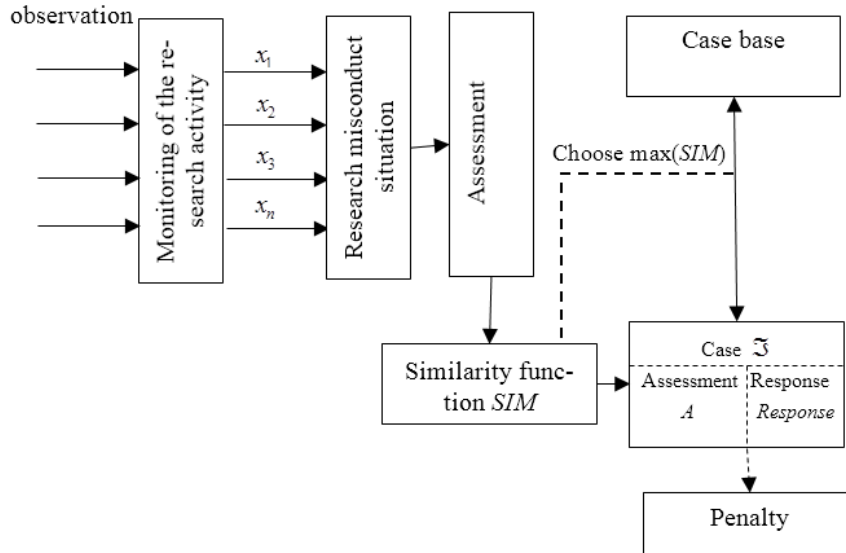 observation
Monitoring of the re-
search activity
x1
x2
x3
xn
Research misconduct
situation
Assessment
Case base
Choose max(SIM)
Similarity func-
tion SIM
Case ℑ
Assessment
A
Response
Response
Penalty